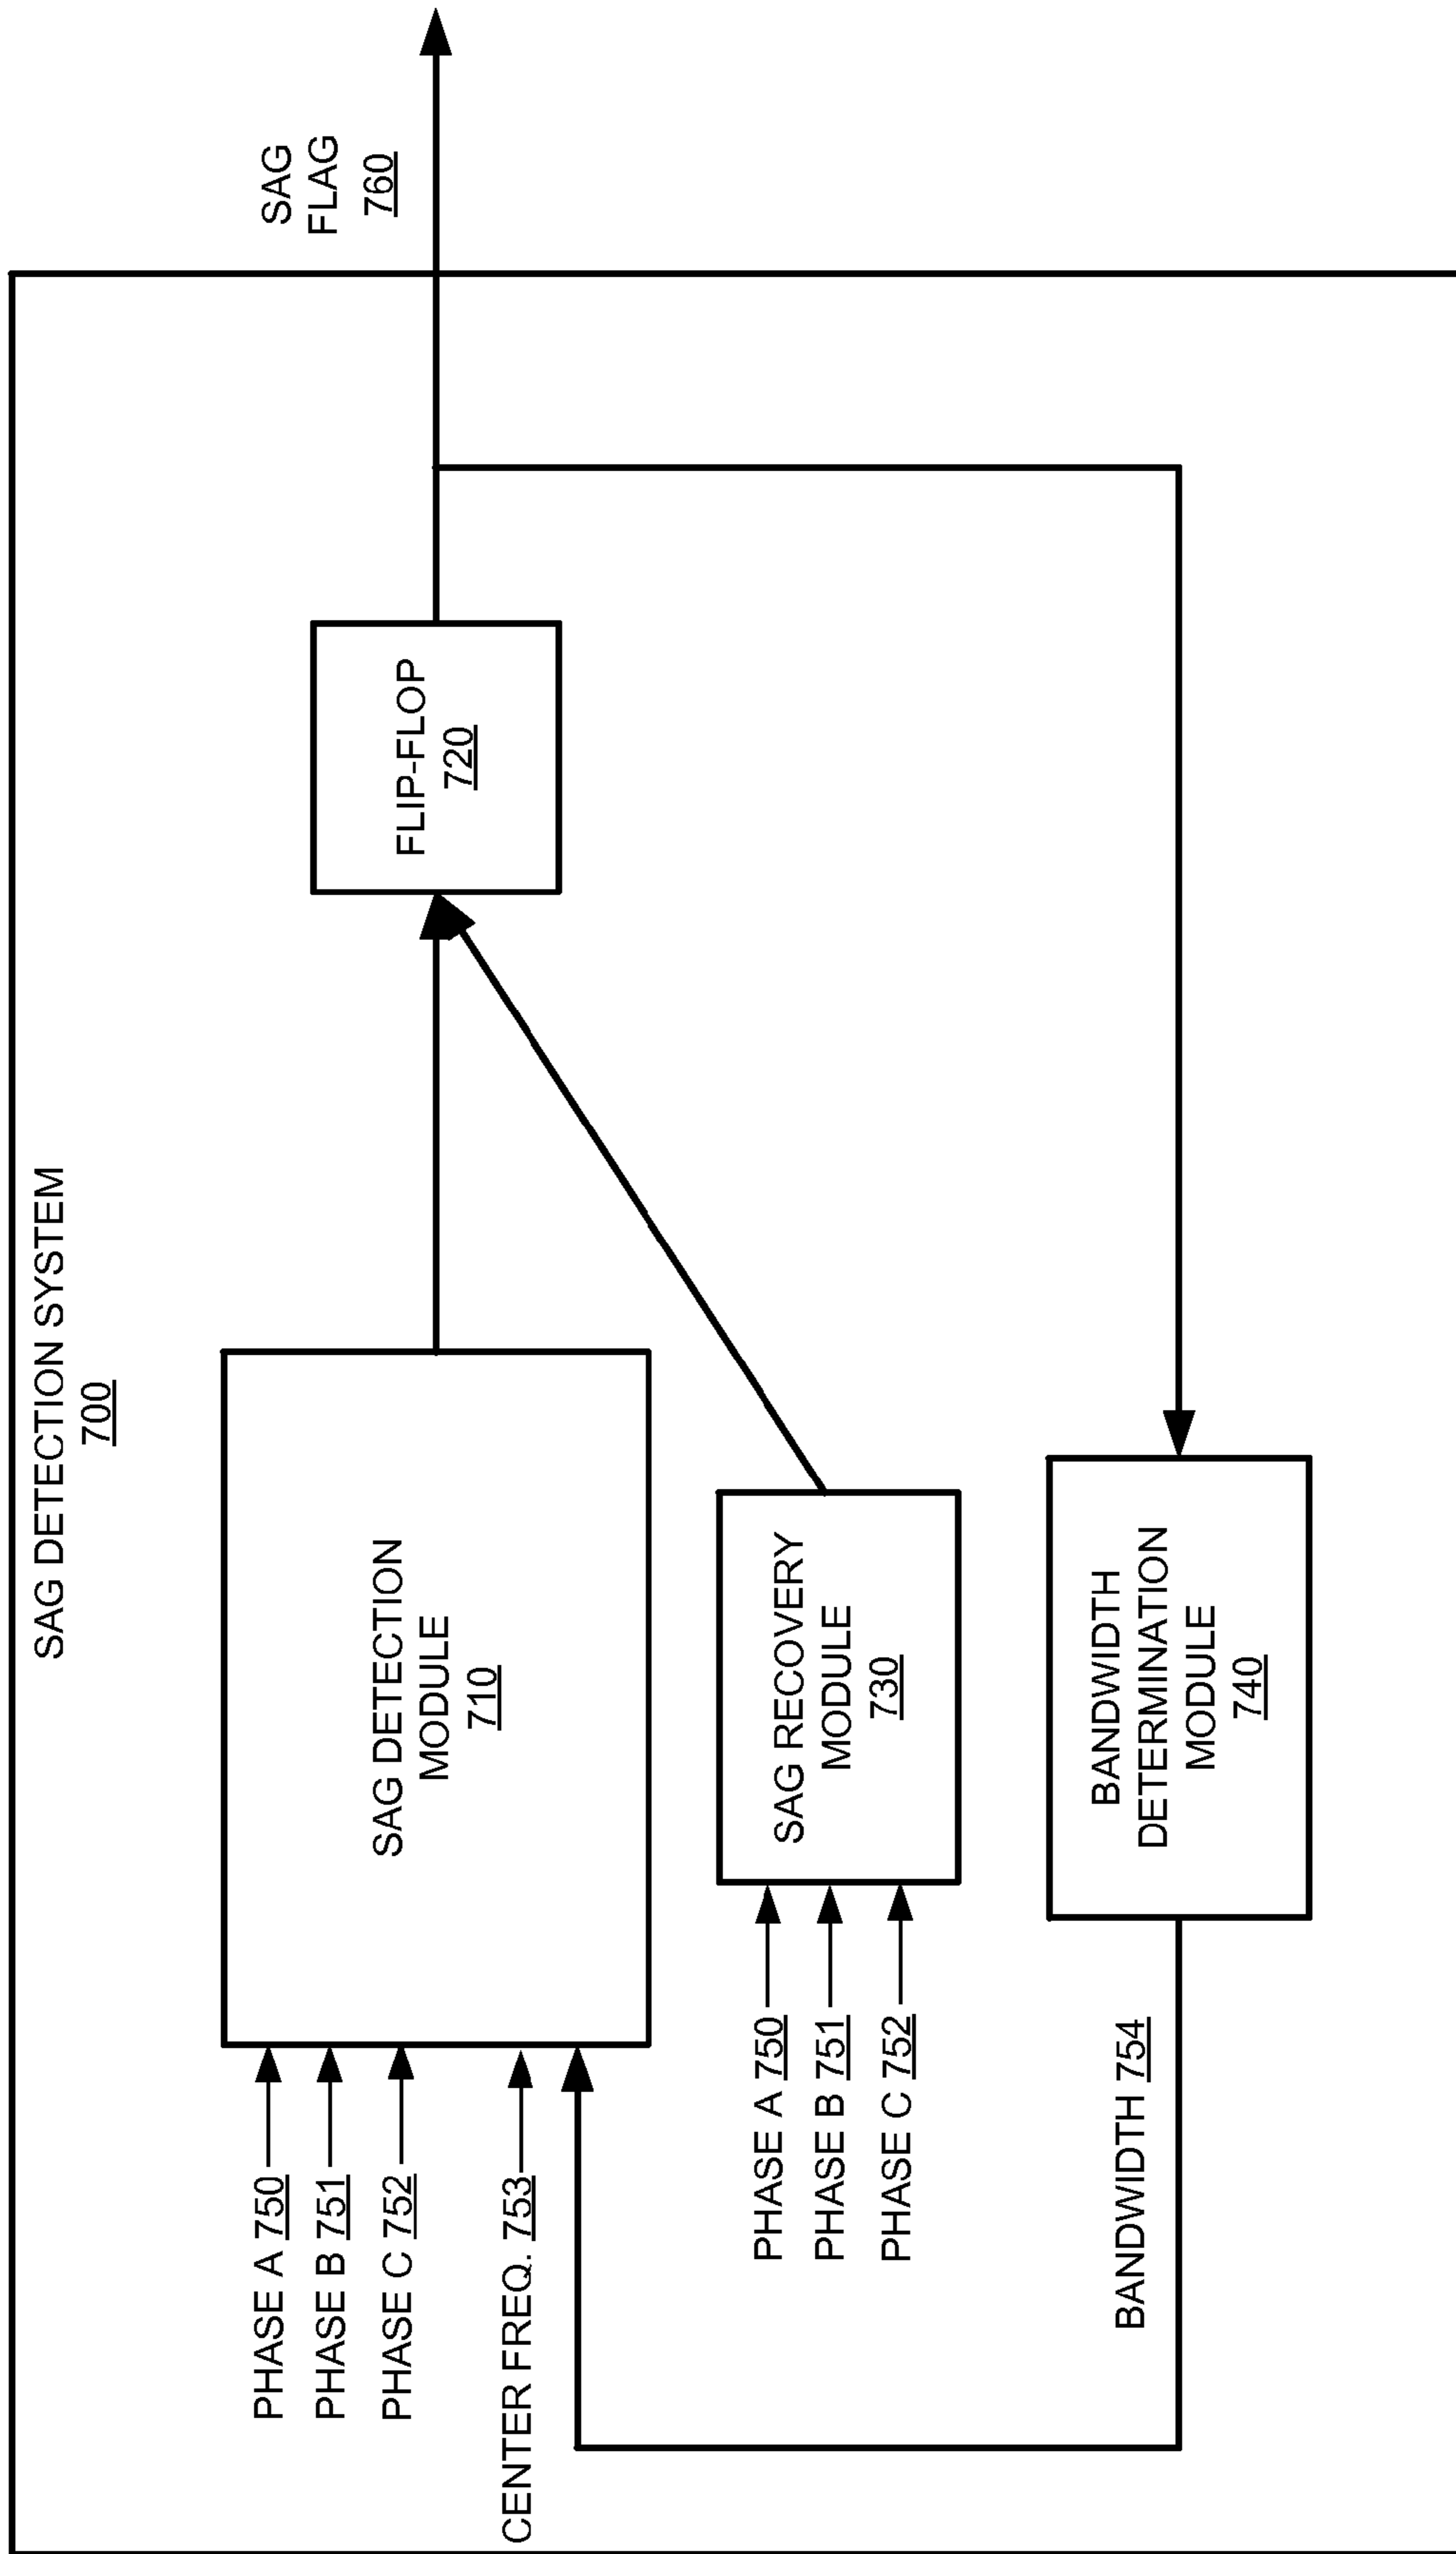 SAG DETECTION SYSTEM
700
PHASE A 750
PHASE B 751
PHASE C 752
CENTER FREQ. 753
SAG DETECTION
MODULE
710
FLIP-FLOP
720
SAG
FLAG
760
PHASE A 750
PHASE B 751
PHASE C 752
SAG RECOVERY
MODULE
730
BANDWIDTH 754
BANDWIDTH
DETERMINATION
MODULE
740